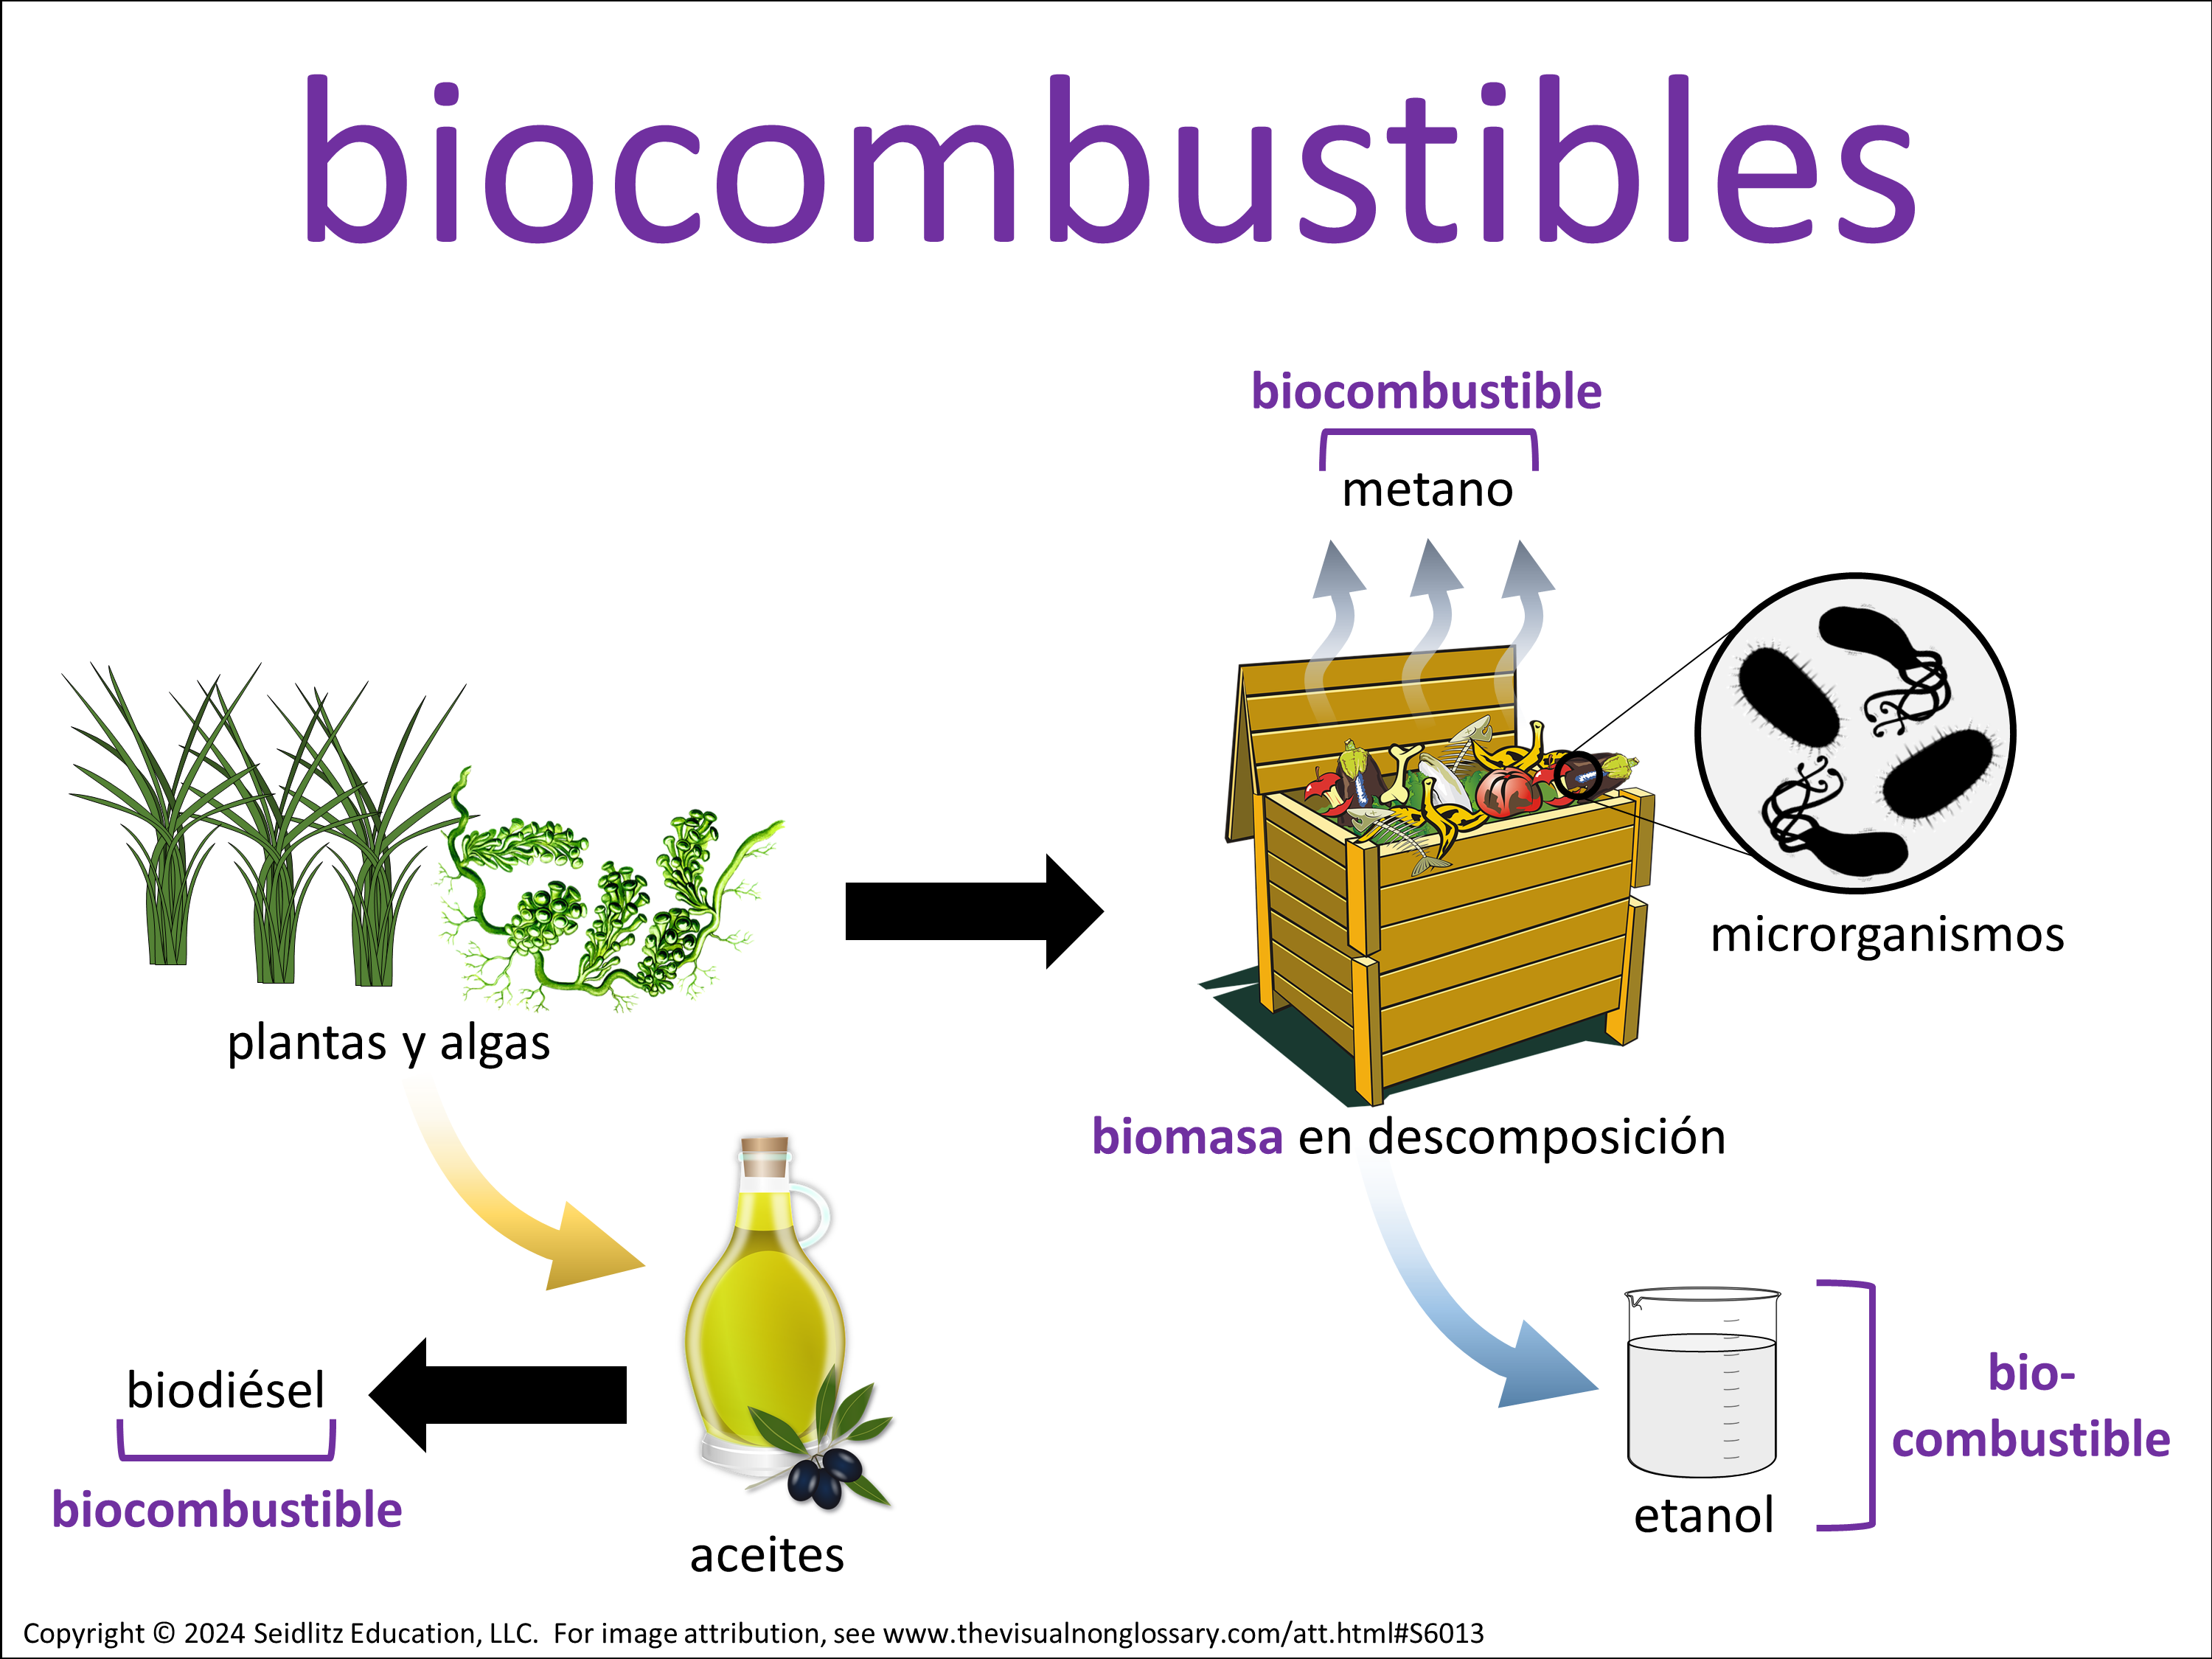 biocombustibles
biocombustible
metano
microrganismos
plantas y algas
biomasa en descomposición
biodiésel
biocombustible
aceites
etanol
bio-
combustible
Copyright © 2024 Seidlitz Education, LLC.  For image attribution, see www.thevisualnonglossary.com/att.html#S6013